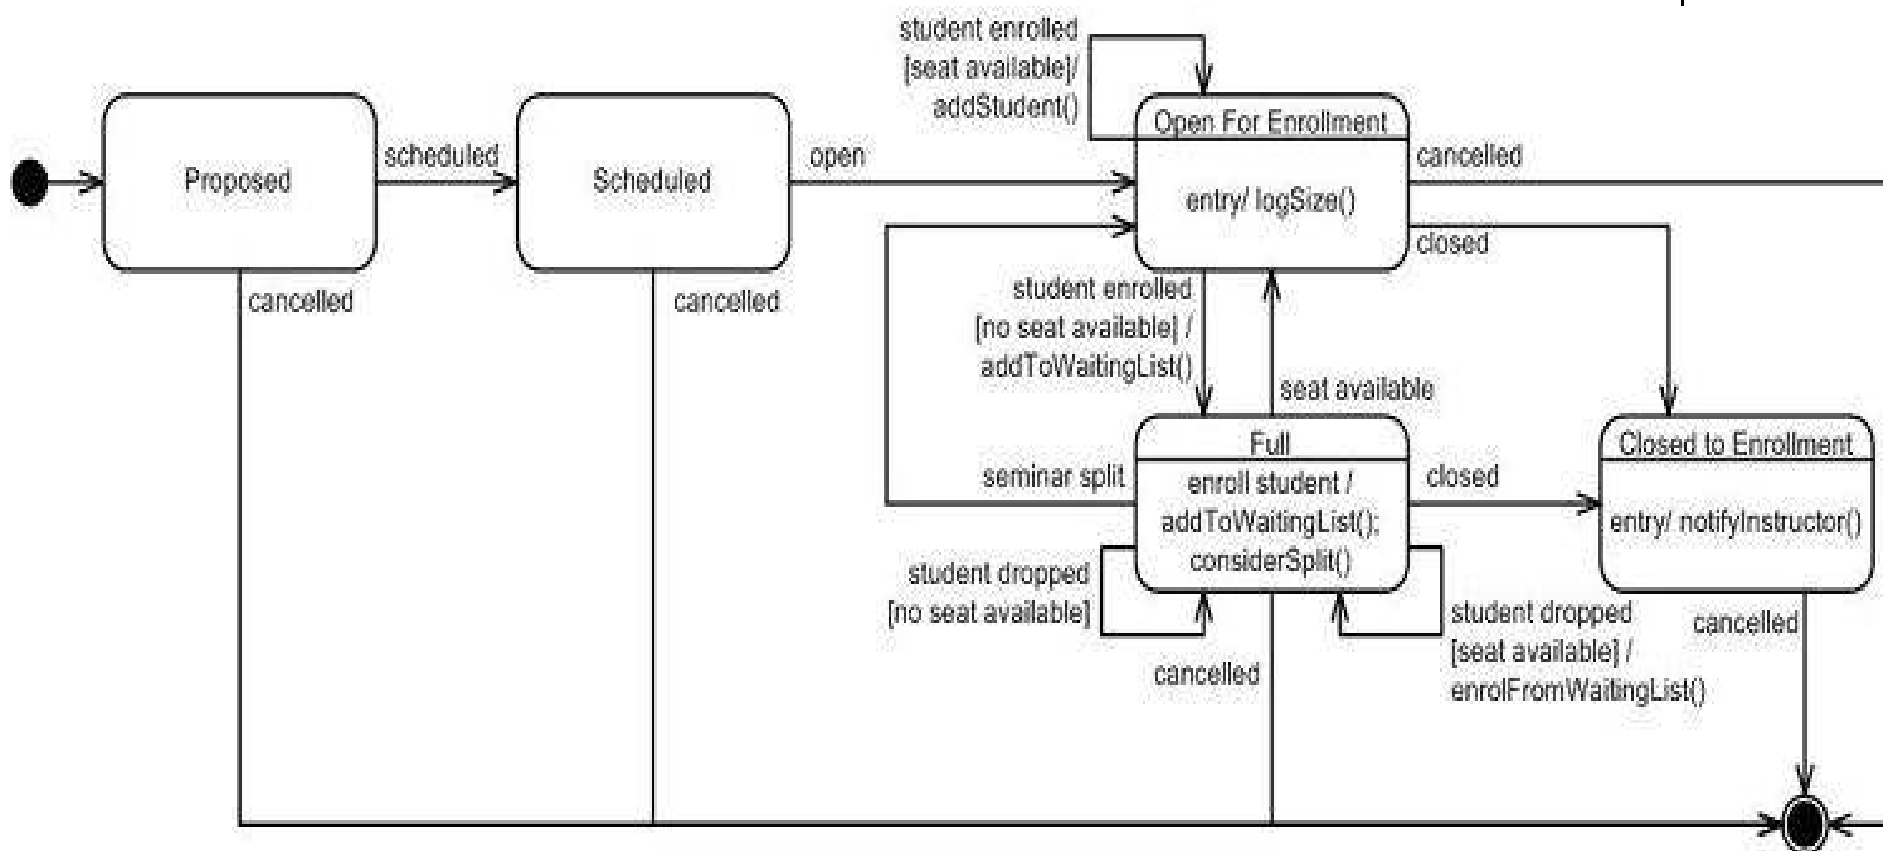 student enrolled
[seat available]/
addStudent()
Proposed
scheduled
Scheduled
open
Open For Enrollment
entry/ logSize()
cancelled
closed
cancelled
cancelled
student enrolled
[no seat available] /
addToWaitingList()
seat available
seminar split
Full
enroll student /
addToWaitingList();
considerSplit()
closed
Closed to Enrollment
entry/ notifyInstructor()
student dropped
[no seat available]
cancelled
student dropped
[seat available] /
enrolFromWaitingList()
cancelled